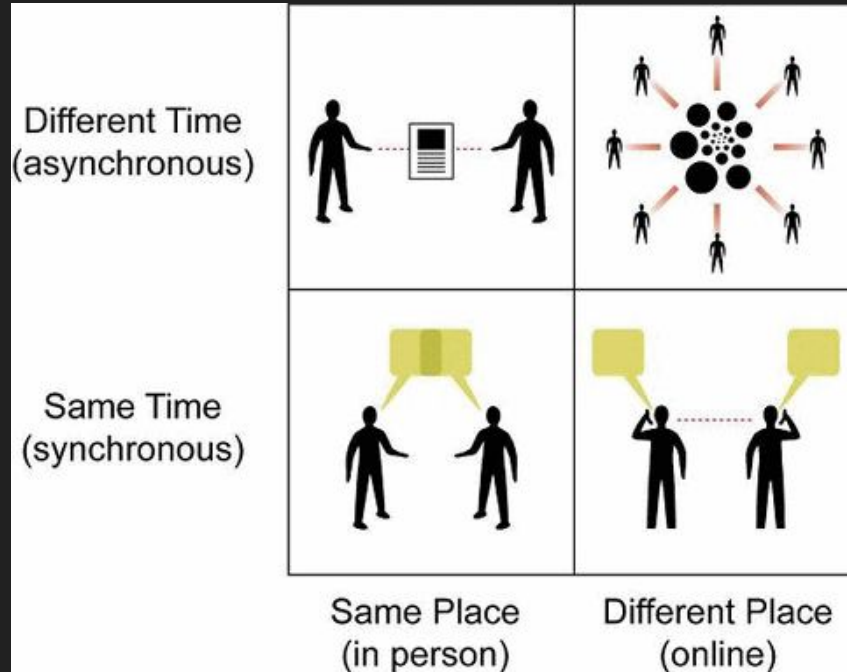 Different Time
(asynchronous)
Same Time
(synchronous)
Same Place
(in person)
Different Place
(online)